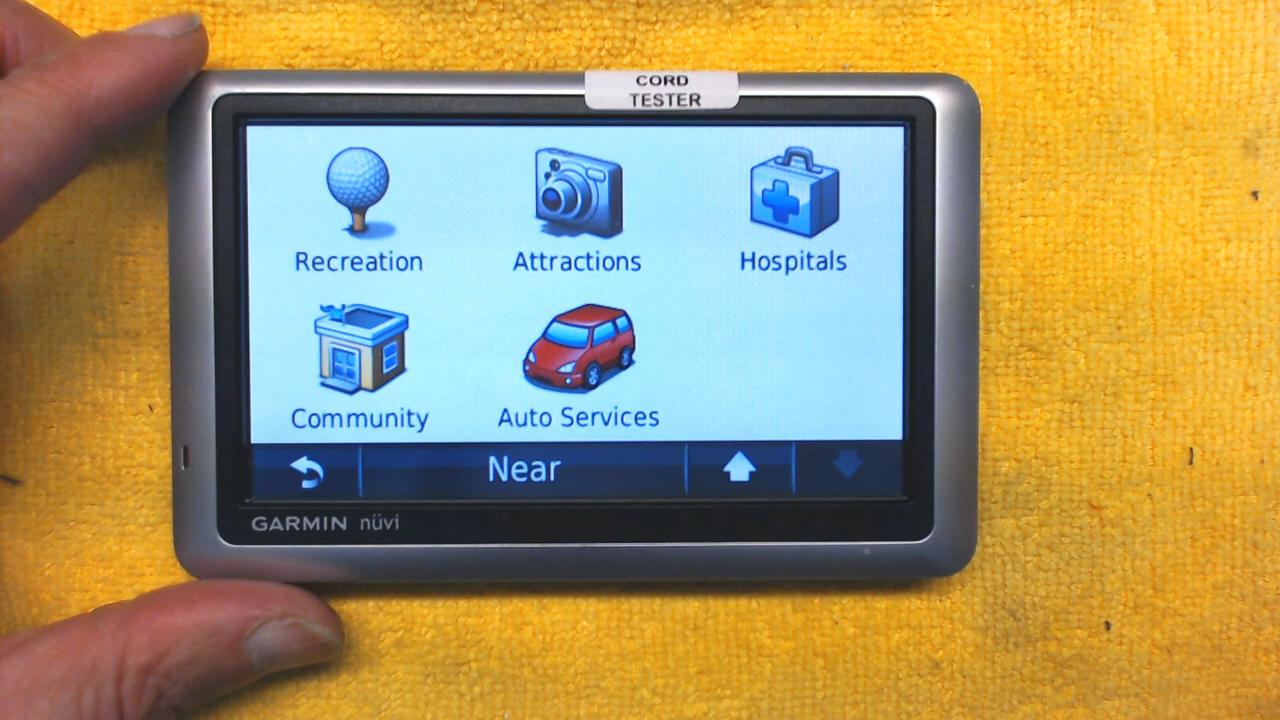 CORD
TESTER
Recreation
Attractions
Hospitals
Community
Auto Services
Near
GARMIN nüvi